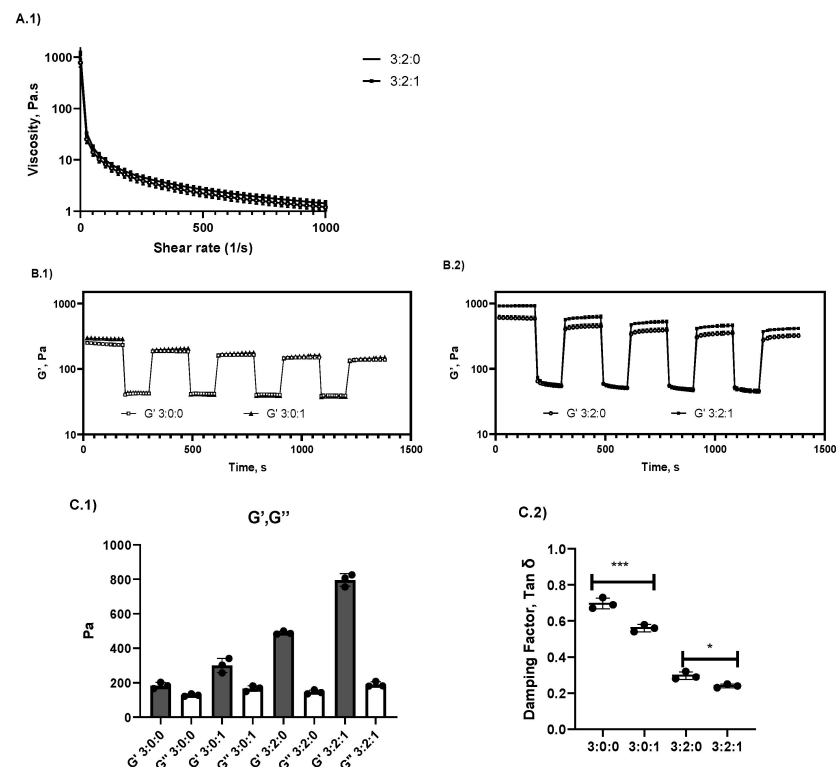 A.1)
1000
100
10
1
Viscosity, Pa.s
0
500
1000
Shear rate (1/s)
3:2:0
3:2:1
B.1)
1000
100
10
G', Pa
G' 3:0:0
G' 3:0:1
0
500
1000
1500
Time, s
B.2)
1000
100
10
G', Pa
G' 3:2:0
G' 3:2:1
0
500
1000
1500
Time, s
C.1)
G',G''
1000
800
600
400
200
0
Pa
G' 3:0:0
G'' 3:0:0
G' 3:0:1
G'' 3:0:1
G' 3:2:0
G'' 3:2:0
G' 3:2:1
G'' 3:2:1
C.2)
1.0
0.8
0.6
0.4
0.2
0.0
Damping Factor, Tan δ
***
*
3:0:0
3:0:1
3:2:0
3:2:1